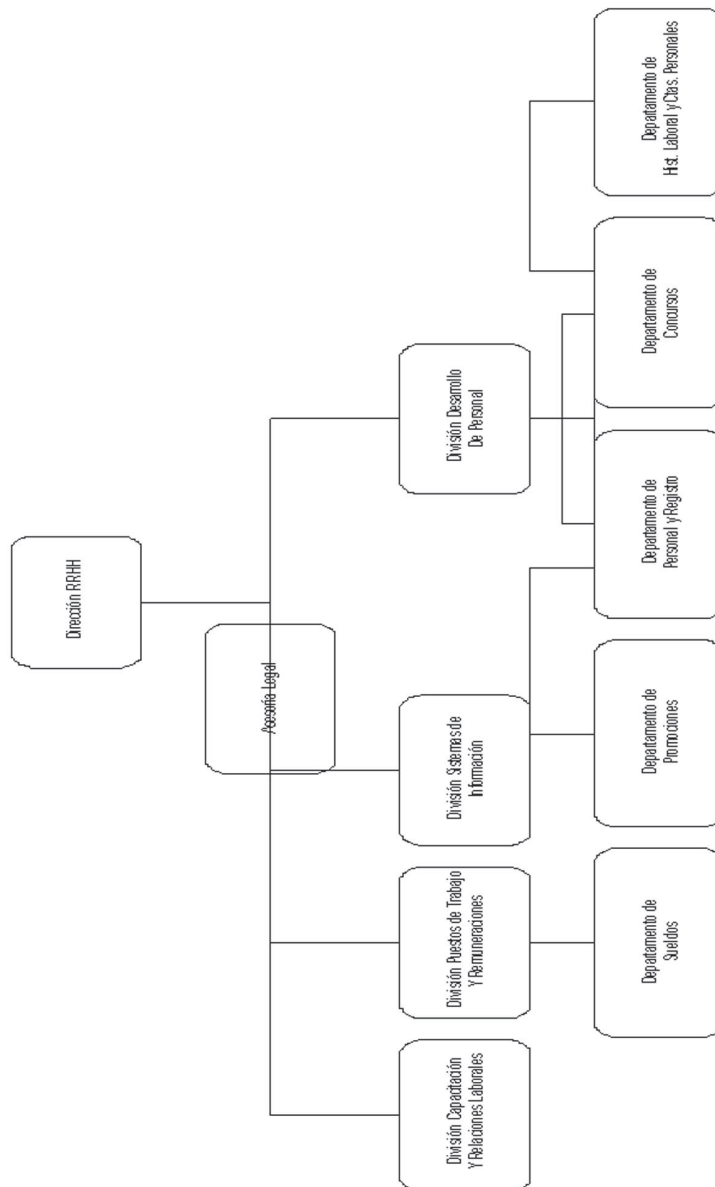 Dirección RRHH
Asesoría Legal
División Capacitación
Y Relaciones Laborales
División Puestos de Trabajo
Y Remuneraciones
División Sistemas de
Información
División Desarrollo
De Personal
Departamento de
Sueldos
Departamento de
Promociones
Departamento de
Personal y Registro
Departamento de
Concursos
Departamento de
Hist. Laboral y Ctas. Personales